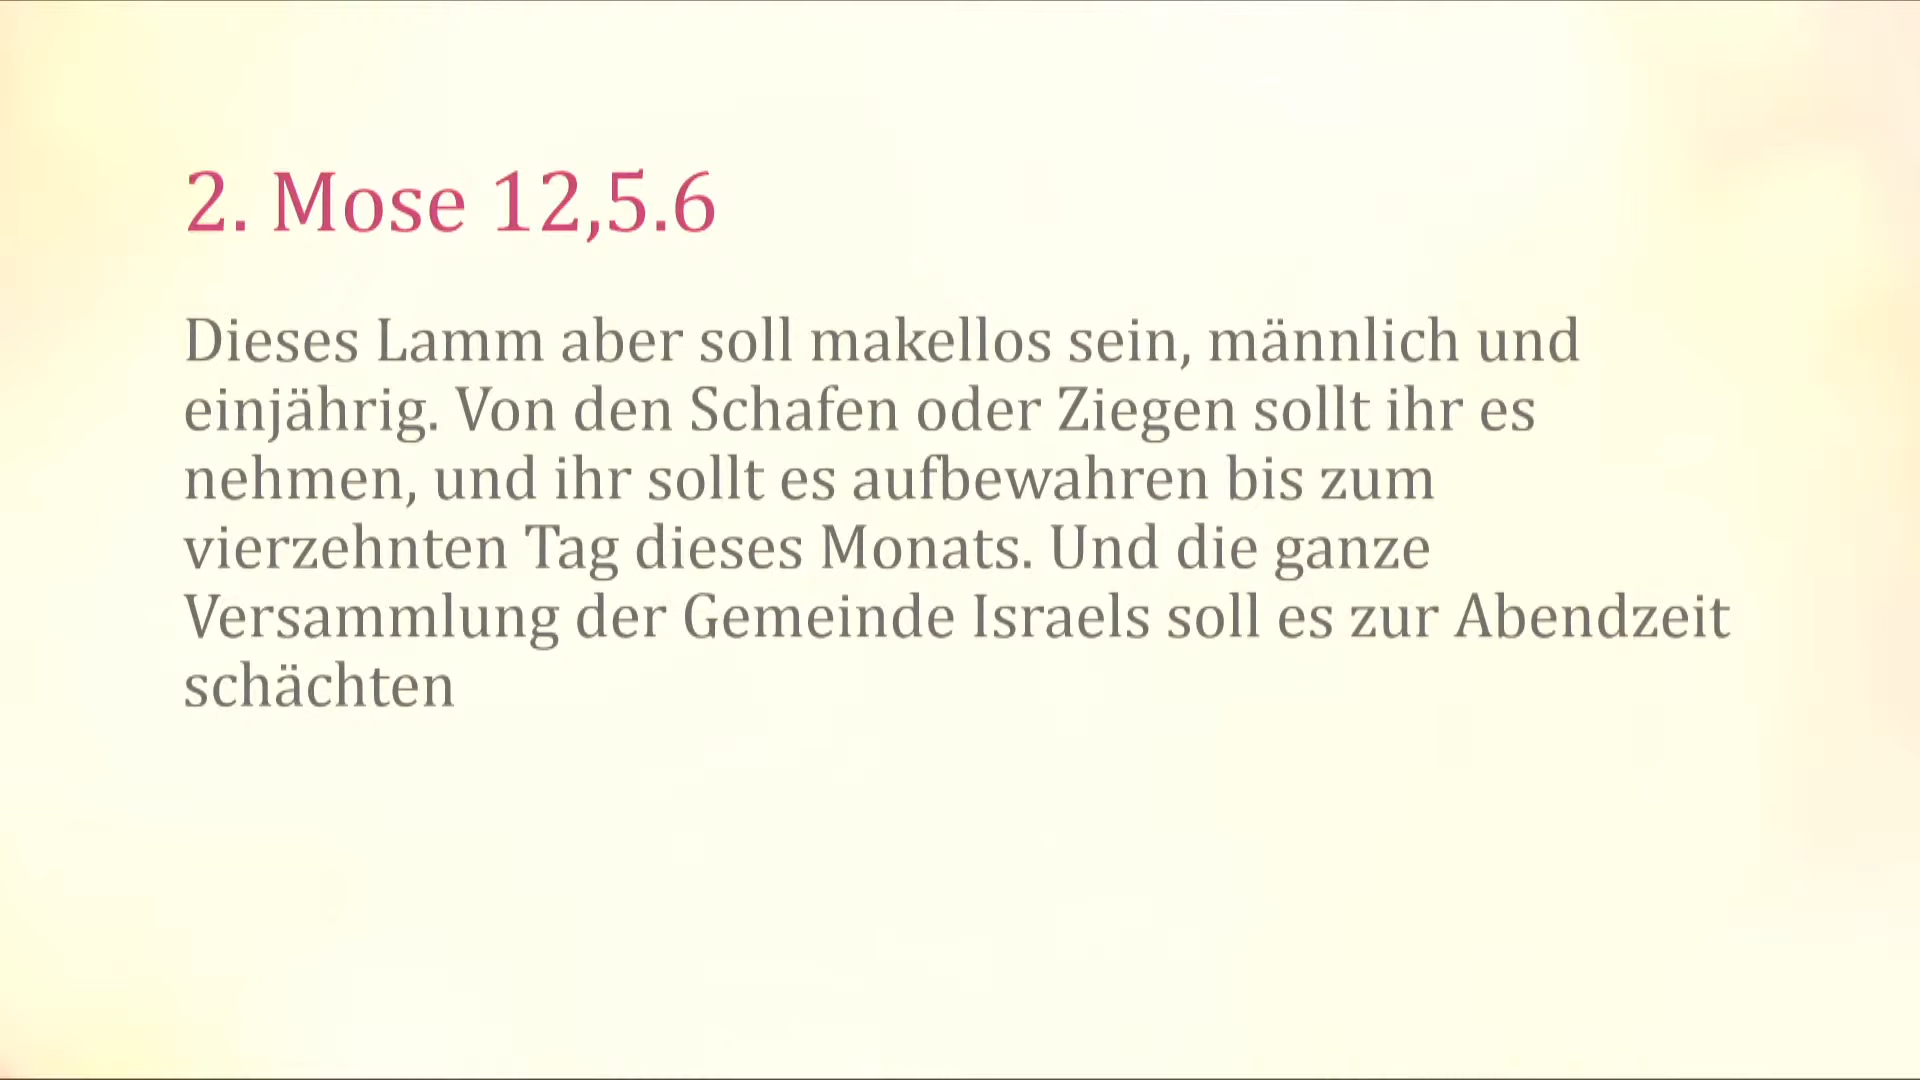 2. Mose 12,5.6
Dieses Lamm aber soll makellos sein, männlich und
einjährig. Von den Schafen oder Ziegen sollt ihr es
nehmen, und ihr sollt es aufbewahren bis zum
vierzehnten Tag dieses Monats. Und die ganze
Versammlung der Gemeinde Israels soll es zur Abendzeit
schächten